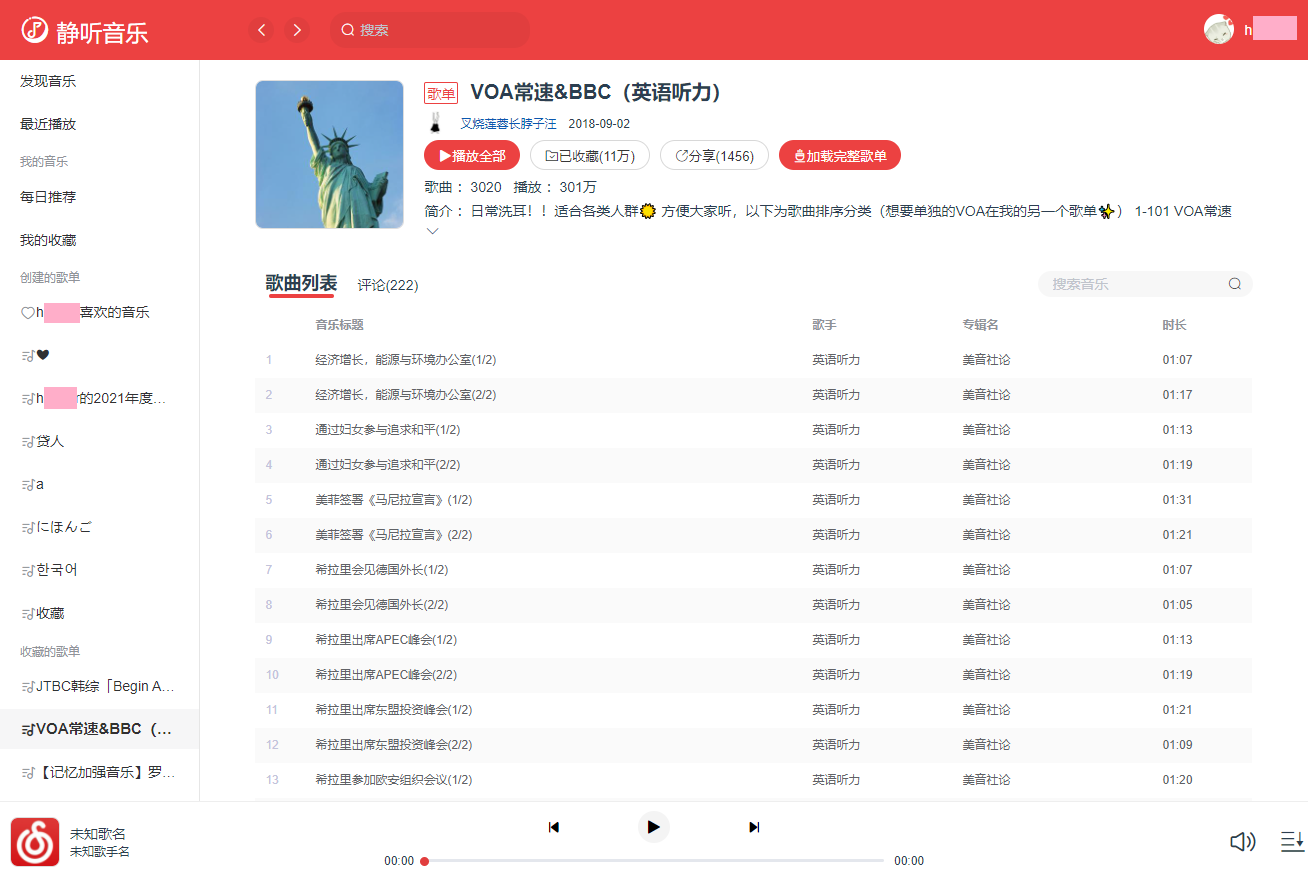 静听音乐
搜索
h
发现音乐
最近播放
我的音乐
每日推荐
我的收藏
创建的歌单
h 喜欢的音乐
h 的2021年度…
贷人
a
にほんご
한국어
收藏
收藏的歌单
JTBC韩综「Begin A…
VOA常速&BBC（…
【记忆加强音乐】罗…
歌单 VOA常速&BBC（英语听力）
叉烧莲蓉长脖子汪 2018-09-02
播放全部 已收藏(11万) 分享(1456) 加载完整歌单
歌曲： 3020 播放： 301万
简介： 日常洗耳！！适合各类人群🌞 方便大家听，以下为歌曲排序分类（想要单独的VOA在我的另一个歌单✨） 1-101 VOA常速
歌曲列表 评论(222) 搜索音乐
音乐标题 歌手 专辑名 时长
1 经济增长，能源与环境办公室(1/2) 英语听力 美音社论 01:07
2 经济增长，能源与环境办公室(2/2) 英语听力 美音社论 01:17
3 通过妇女参与追求和平(1/2) 英语听力 美音社论 01:13
4 通过妇女参与追求和平(2/2) 英语听力 美音社论 01:19
5 美菲签署《马尼拉宣言》(1/2) 英语听力 美音社论 01:31
6 美菲签署《马尼拉宣言》(2/2) 英语听力 美音社论 01:21
7 希拉里会见德国外长(1/2) 英语听力 美音社论 01:07
8 希拉里会见德国外长(2/2) 英语听力 美音社论 01:05
9 希拉里出席APEC峰会(1/2) 英语听力 美音社论 01:13
10 希拉里出席APEC峰会(2/2) 英语听力 美音社论 01:19
11 希拉里出席东盟投资峰会(1/2) 英语听力 美音社论 01:21
12 希拉里出席东盟投资峰会(2/2) 英语听力 美音社论 01:09
13 希拉里参加欧安组织会议(1/2) 英语听力 美音社论 01:20
未知歌名
未知歌手名
00:00 00:00